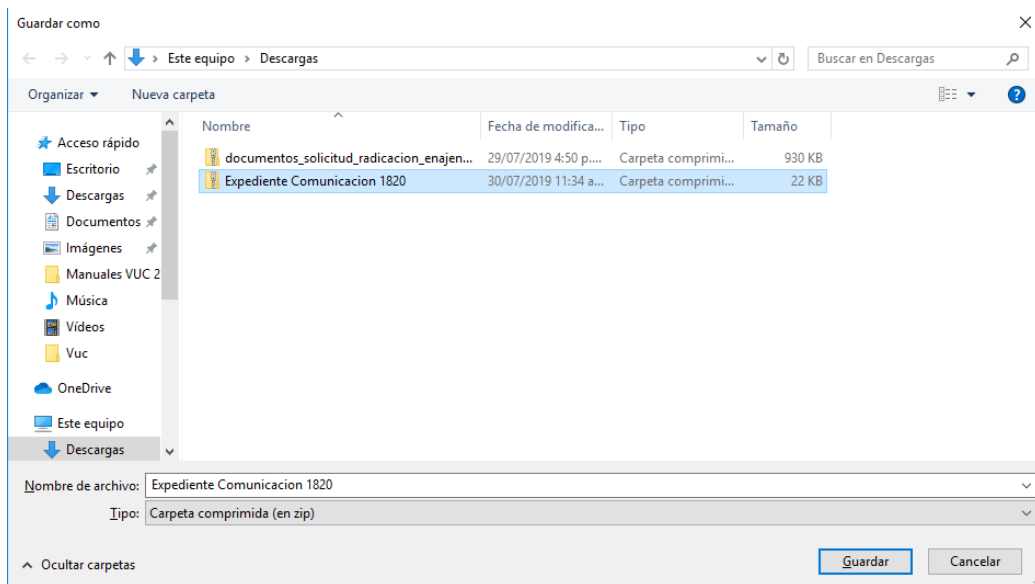 Guardar como
Este equipo > Descargas
Buscar en Descargas
Organizar
Nueva carpeta
Nombre
Fecha de modifica...
Tipo
Tamaño
documentos_solicitud_radicacion_enajen...
29/07/2019 4:50 p....
Carpeta comprimi...
930 KB
Expediente Comunicacion 1820
30/07/2019 11:34 a...
Carpeta comprimi...
22 KB
Acceso rápido
Escritorio
Descargas
Documentos
Imágenes
Manuales VUC 2
Música
Vídeos
Vuc
OneDrive
Este equipo
Descargas
Nombre de archivo: Expediente Comunicacion 1820
Tipo: Carpeta comprimida (en zip)
Ocultar carpetas
Guardar
Cancelar